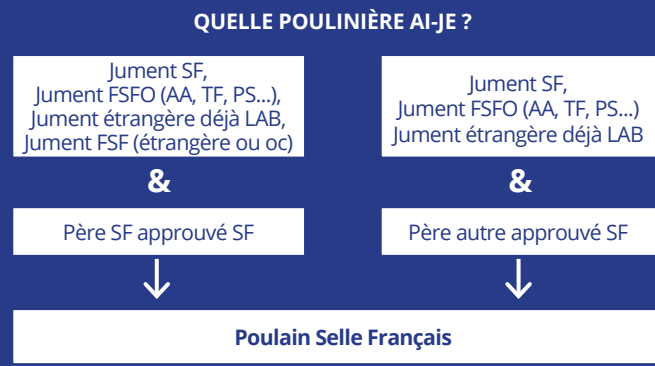 QUELLE POULINIÈRE AI-JE ?
Jument SF,
Jument FSFO (AA, TF, PS...),
Jument étrangère déjà LAB,
Jument FSF (étrangère ou oc)
&
Père SF approuvé SF
Jument SF,
Jument FSFO (AA, TF, PS...)
Jument étrangère déjà LAB
&
Père autre approuvé SF
Poulain Selle Français